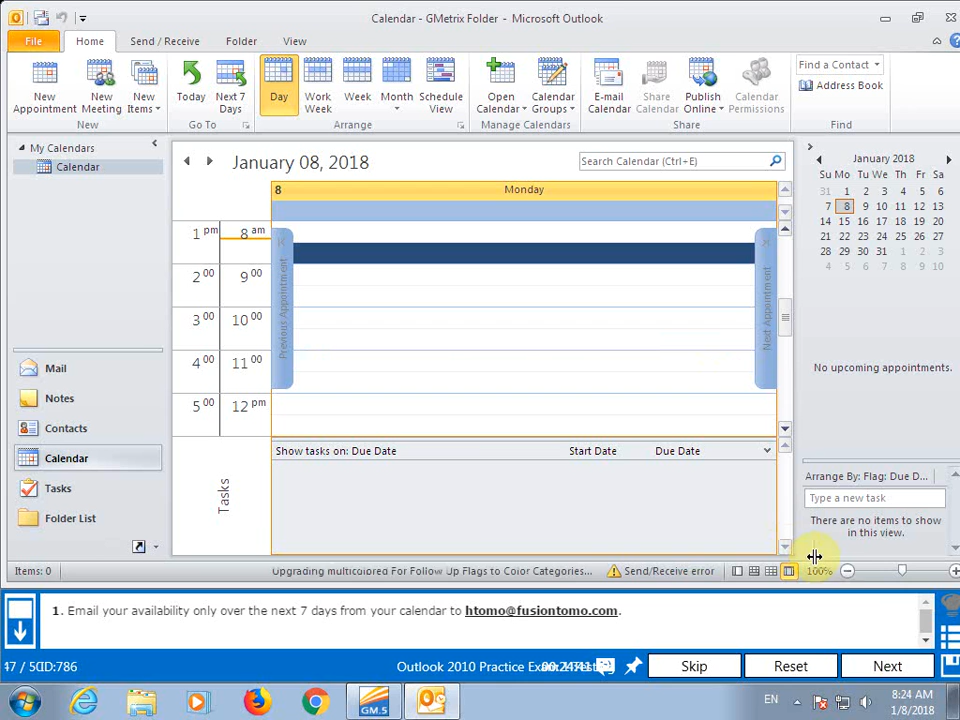 Calendar - GMetrix Folder - Microsoft Outlook
File Home Send / Receive Folder View
New Appointment New Meeting New Items Today Next 7 Days Day Work Week Week Month Schedule View Open Calendar Calendar Groups E-mail Calendar Share Calendar Publish Online Calendar Permissions Find a Contact Address Book
New Go To Arrange Manage Calendars Share Find
My Calendars
Calendar
January 08, 2018
Search Calendar (Ctrl+E)
8 Monday
1 pm 8 am
2 00 9 00
3 00 10 00
4 00 11 00
5 00 12 pm
Previous Appointment
Next Appointment
January 2018
Su Mo Tu We Th Fr Sa
31 1 2 3 4 5 6
7 8 9 10 11 12 13
14 15 16 17 18 19 20
21 22 23 24 25 26 27
28 29 30 31 1 2 3
4 5 6 7 8 9 10
No upcoming appointments.
Mail
Notes
Contacts
Calendar
Tasks
Folder List
Tasks
Show tasks on: Due Date Start Date Due Date
Arrange By: Flag: Due D...
Type a new task
There are no items to show
in this view.
Items: 0 Upgrading multicolored For Follow Up Flags to Color Categories... Send/Receive error 100%
1. Email your availability only over the next 7 days from your calendar to htomo@fusiontomo.com.
Outlook 2010 Practice Exam Skip Reset Next
GM.5 EN 8:24 AM
1/8/2018